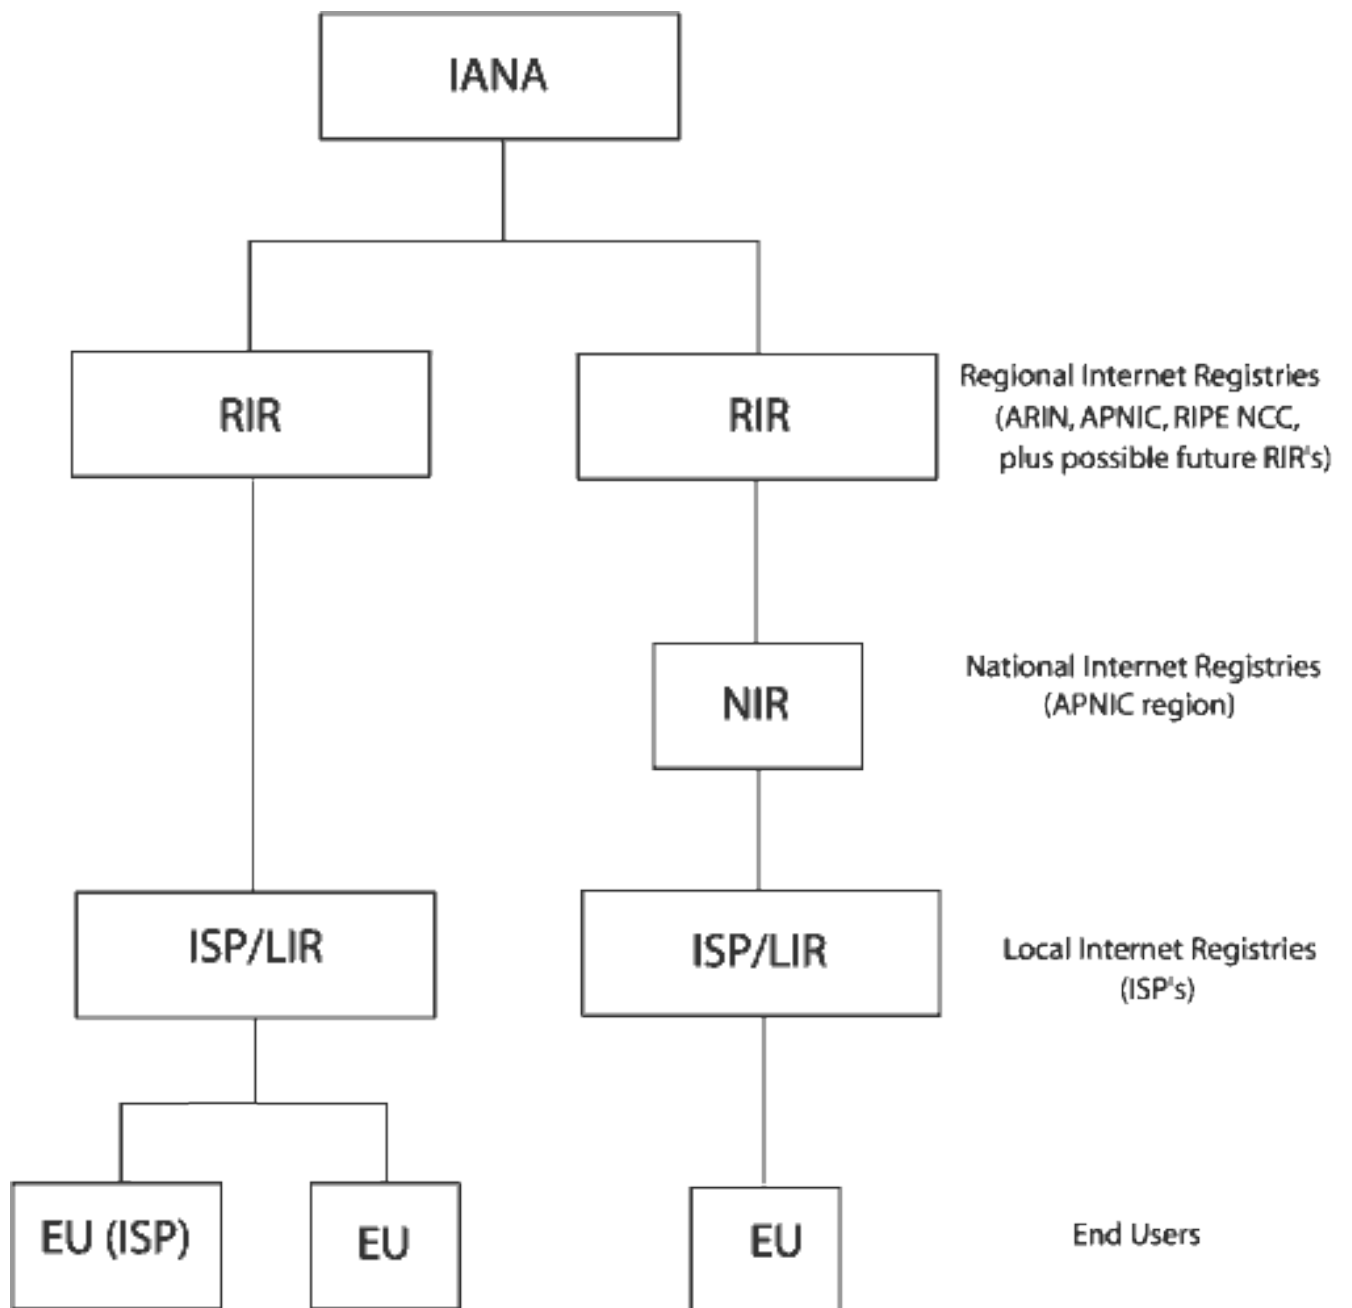 IANA
RIR
RIR
Regional Internet Registries
(ARIN, APNIC, RIPE NCC,
plus possible future RIR's)
NIR
National Internet Registries
(APNIC region)
ISP/LIR
ISP/LIR
Local Internet Registries
(ISP's)
EU (ISP)
EU
EU
End Users